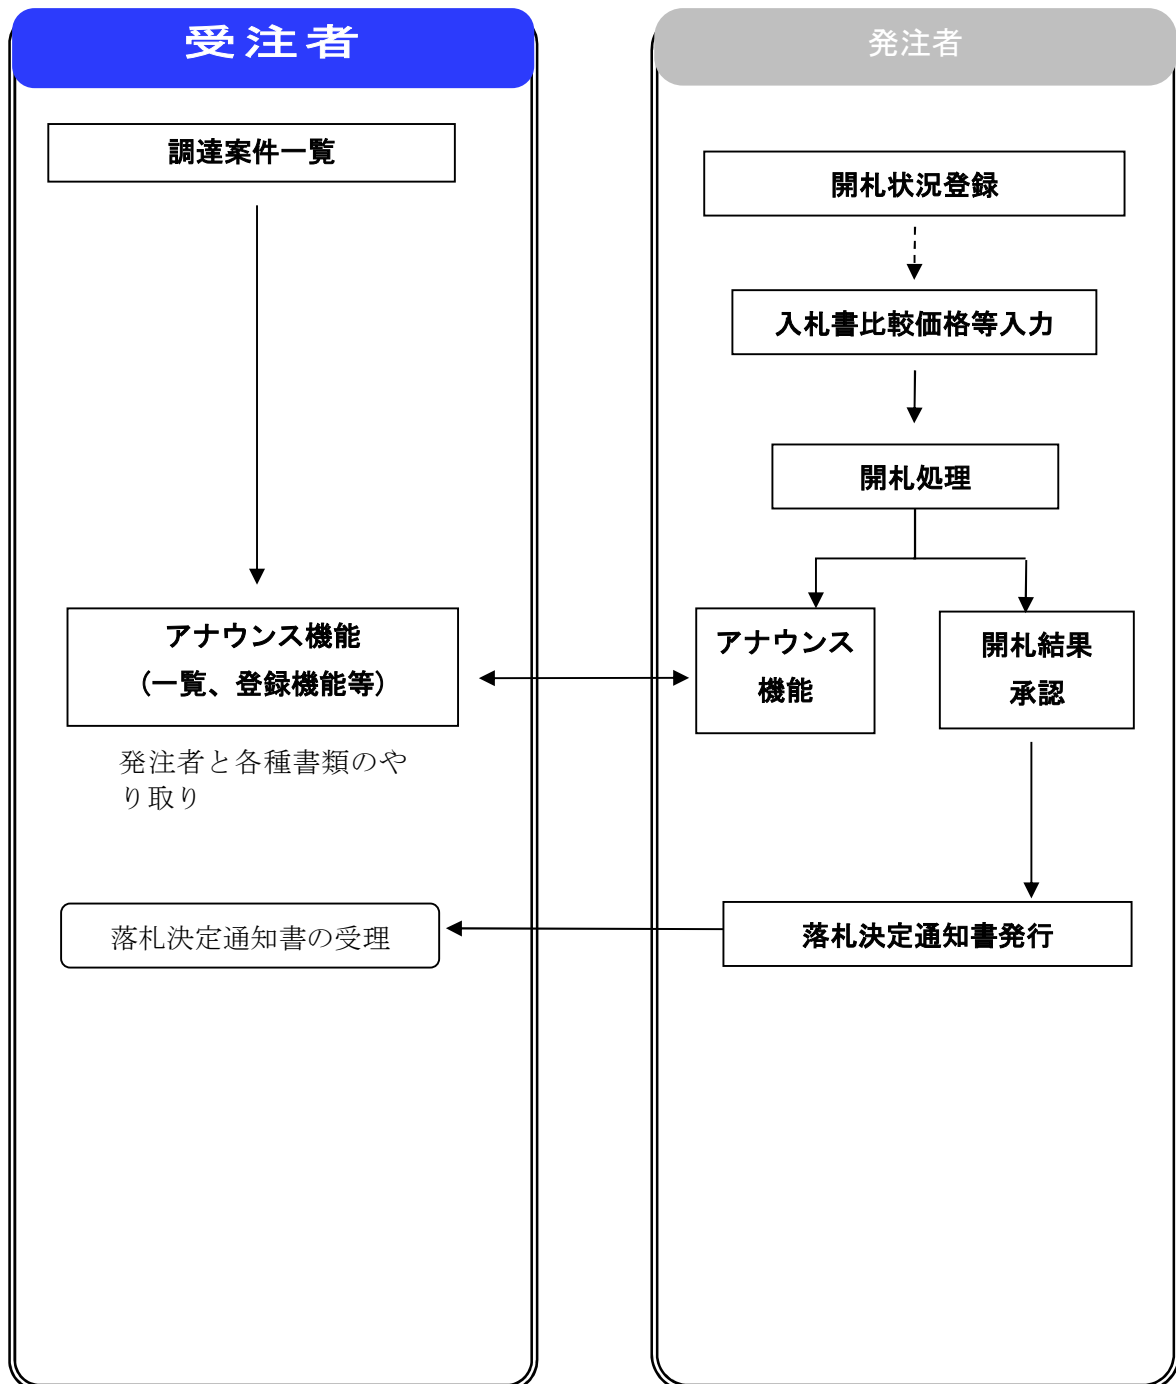 受注者
調達案件一覧
アナウンス機能
（一覧、登録機能等）
発注者と各種書類のや
り取り
落札決定通知書の受理
発注者
開札状況登録
入札書比較価格等入力
開札処理
アナウンス
機能
開札結果
承認
落札決定通知書発行